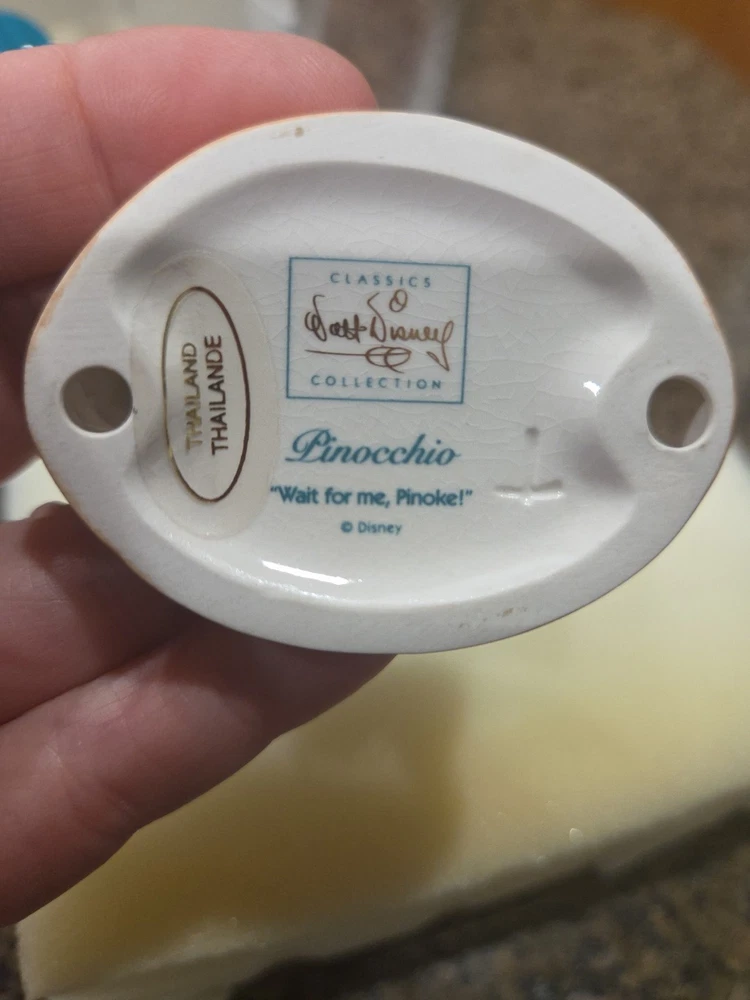 CLASSICS
Walt Disney
COLLECTION
THAILAND
THAILANDE
Pinocchio
"Wait for me, Pinoke!"
© Disney